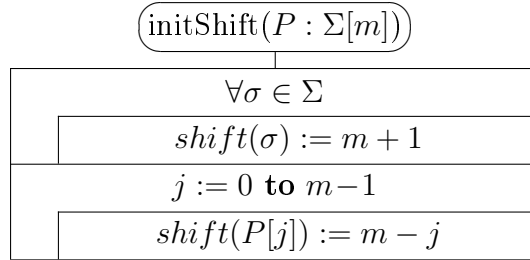 initShift(P : Σ[m])
∀σ ∈ Σ
shift(σ) := m + 1
j := 0 to m−1
shift(P[j]) := m − j